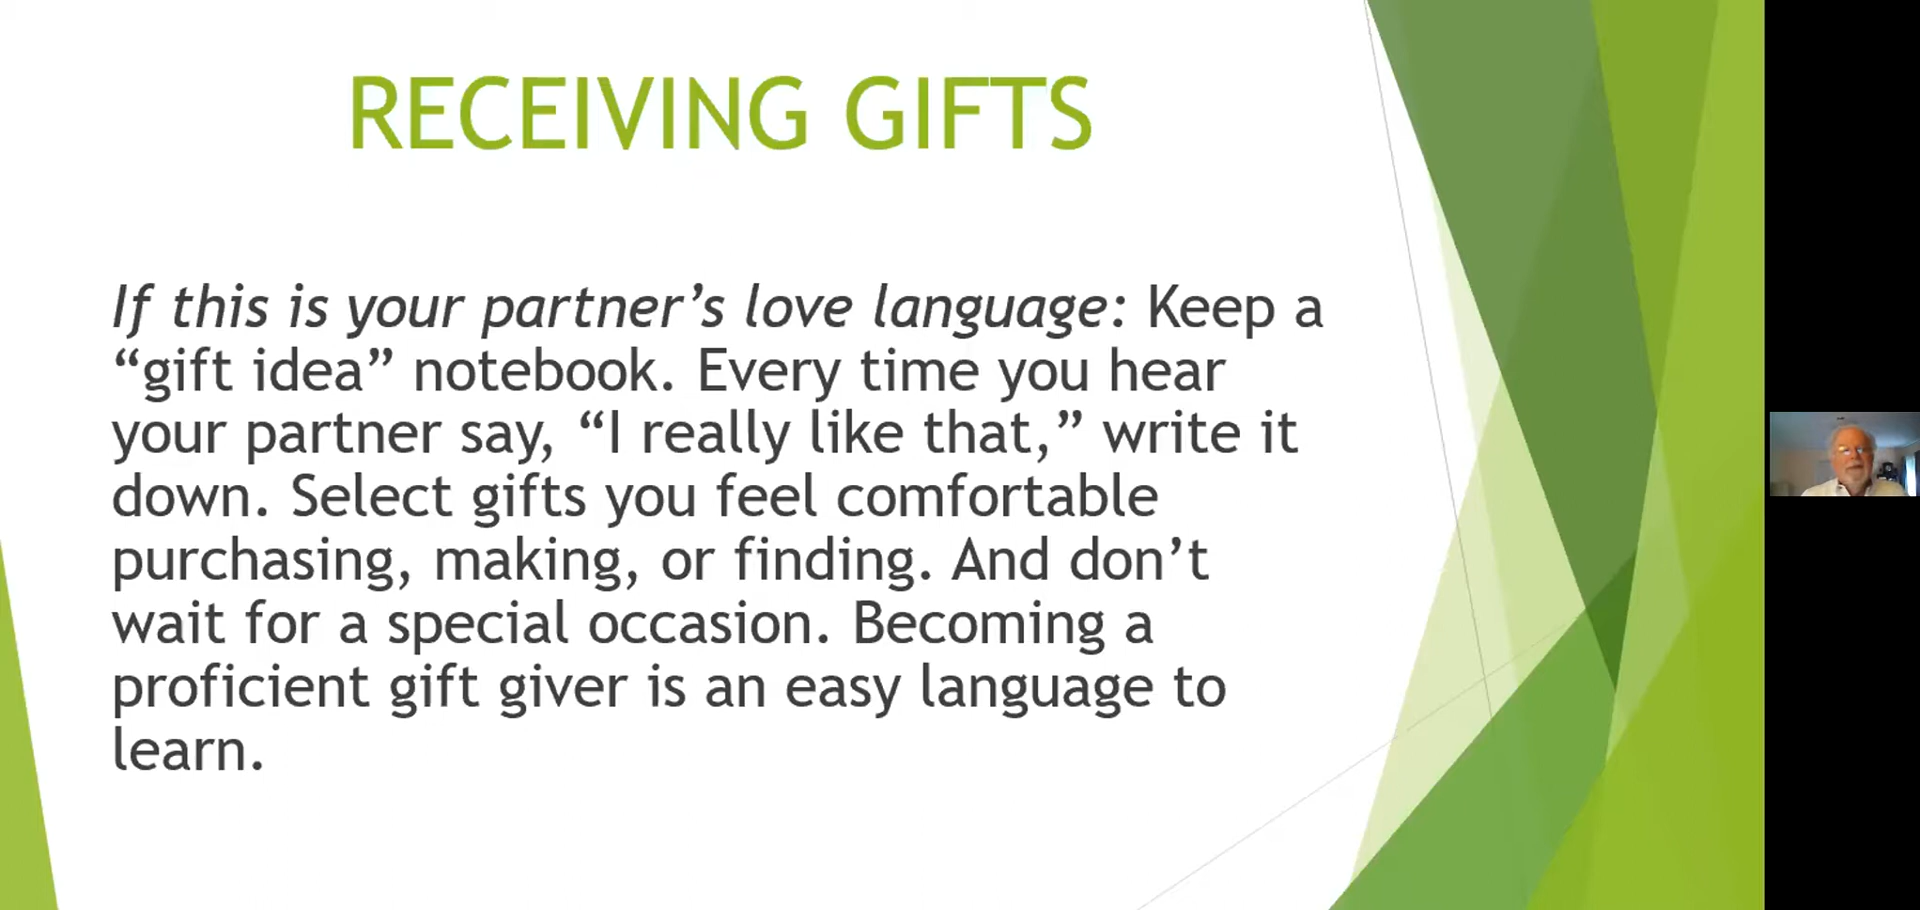 RECEIVING GIFTS
If this is your partner’s love language: Keep a
“gift idea” notebook. Every time you hear
your partner say, “I really like that,” write it
down. Select gifts you feel comfortable
purchasing, making, or finding. And don’t
wait for a special occasion. Becoming a
proficient gift giver is an easy language to
learn.